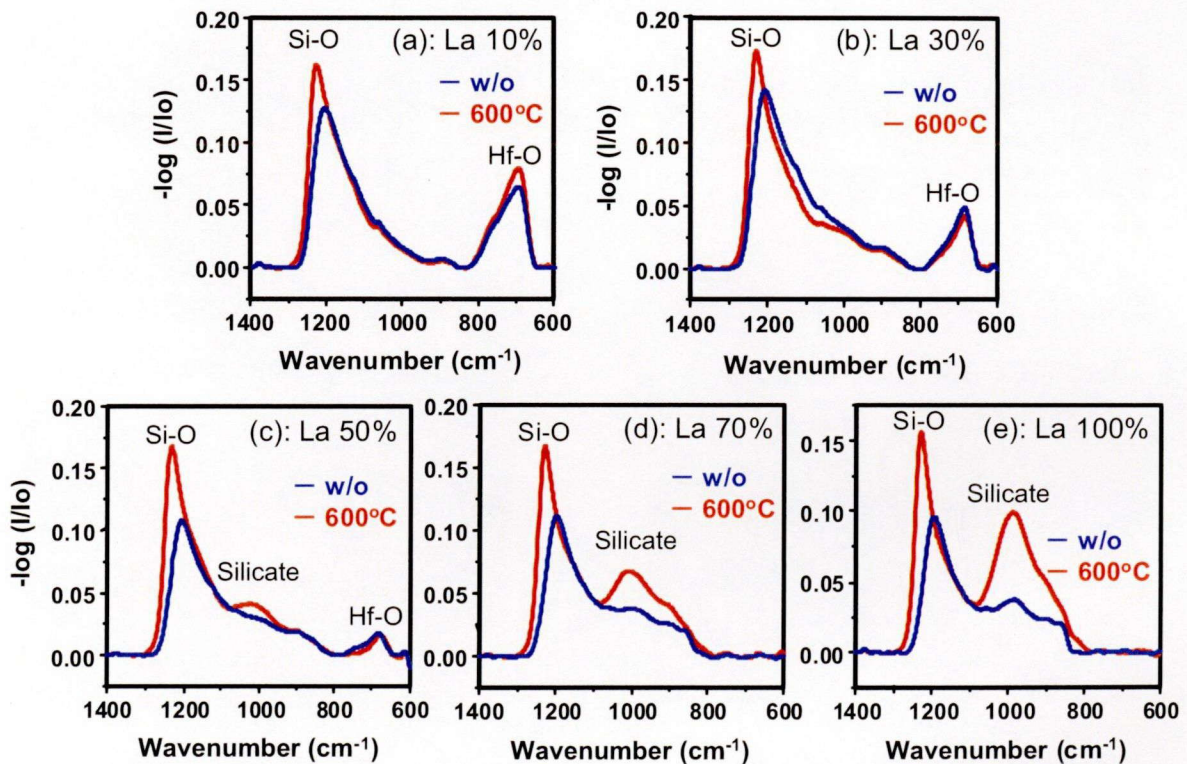 (a): La 10%
Si-O
w/o
600°C
Hf-O
-log (I/Io)
0.20
0.15
0.10
0.05
0.00
1400 1200 1000 800 600
Wavenumber (cm⁻¹)
(b): La 30%
Si-O
w/o
600°C
Hf-O
-log (I/Io)
0.20
0.15
0.10
0.05
0.00
1400 1200 1000 800 600
Wavenumber (cm⁻¹)
(c): La 50%
Si-O
w/o
600°C
Silicate
Hf-O
-log (I/Io)
0.20
0.15
0.10
0.05
0.00
1400 1200 1000 800 600
Wavenumber (cm⁻¹)
(d): La 70%
Si-O
w/o
600°C
Silicate
0.20
0.15
0.10
0.05
0.00
1400 1200 1000 800 600
Wavenumber (cm⁻¹)
(e): La 100%
Si-O
Silicate
w/o
600°C
0.15
0.10
0.05
0.00
1400 1200 1000 800 600
Wavenumber (cm⁻¹)